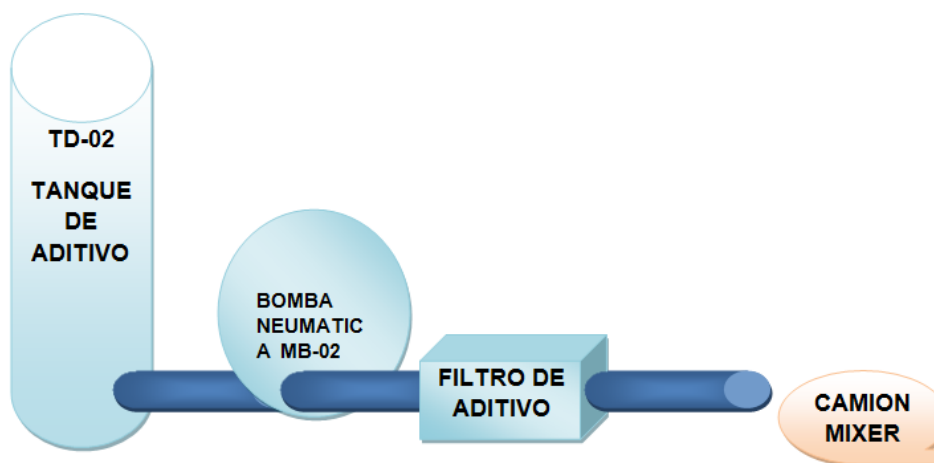 TD-02
TANQUE
DE
ADITIVO
BOMBA
NEUMATIC
A MB-02
FILTRO DE
ADITIVO
CAMION
MIXER